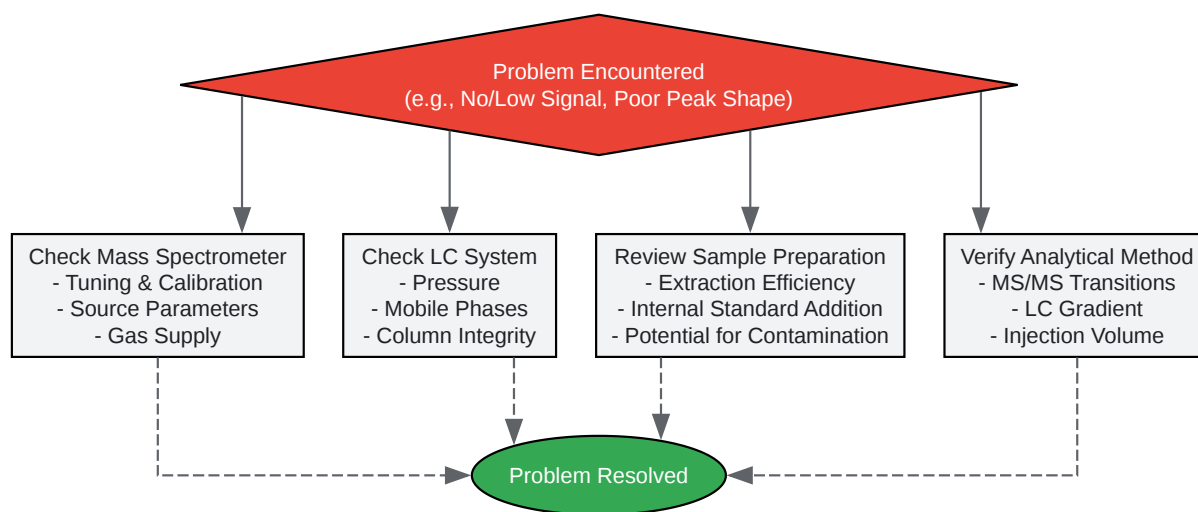 Problem Encountered
(e.g., No/Low Signal, Poor Peak Shape)
Check Mass Spectrometer
- Tuning & Calibration
- Source Parameters
- Gas Supply
Check LC System
- Pressure
- Mobile Phases
- Column Integrity
Review Sample Preparation
- Extraction Efficiency
- Internal Standard Addition
- Potential for Contamination
Verify Analytical Method
- MS/MS Transitions
- LC Gradient
- Injection Volume
Problem Resolved